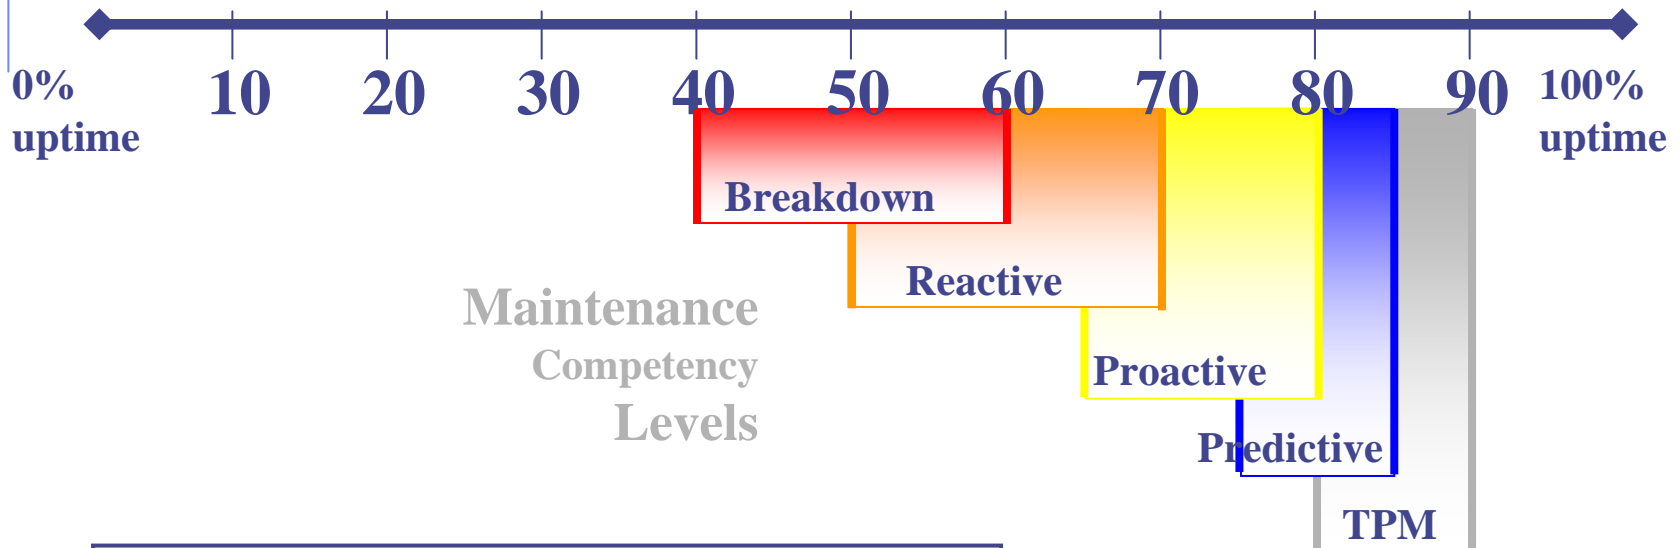 0%
uptime
10 20 30 40 50 60 70 80 90
100%
uptime
Breakdown
Reactive
Maintenance
Competency
Levels
Proactive
Predictive
TPM